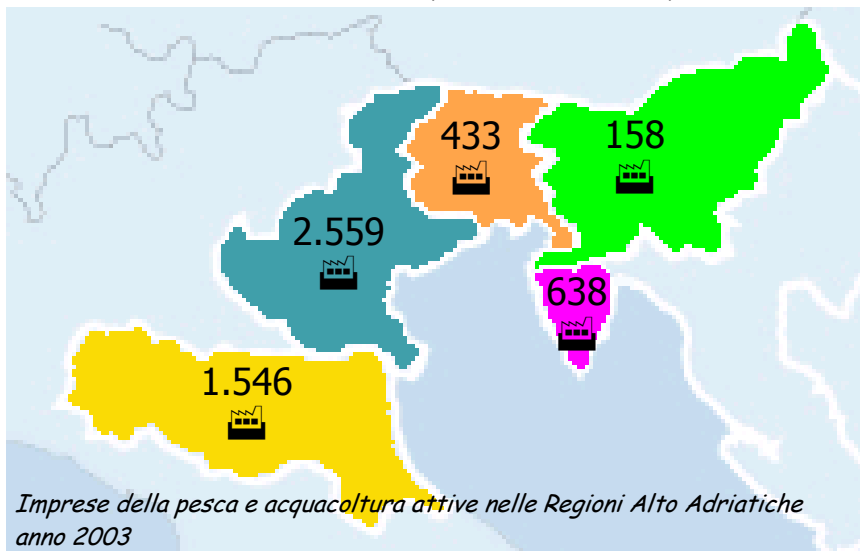 433
158
2.559
638
1.546
Imprese della pesca e acquacoltura attive nelle Regioni Alto Adriatiche
anno 2003